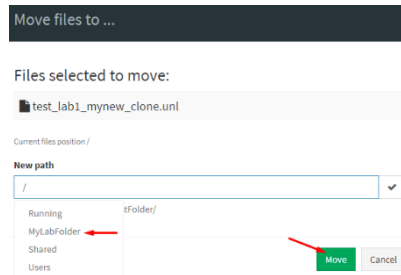 Move files to ...
Files selected to move:
test_lab1_mynew_clone.unl
Current files position /
New path
/
Running
tFolder/
MyLabFolder
Shared
Users
Move Cancel